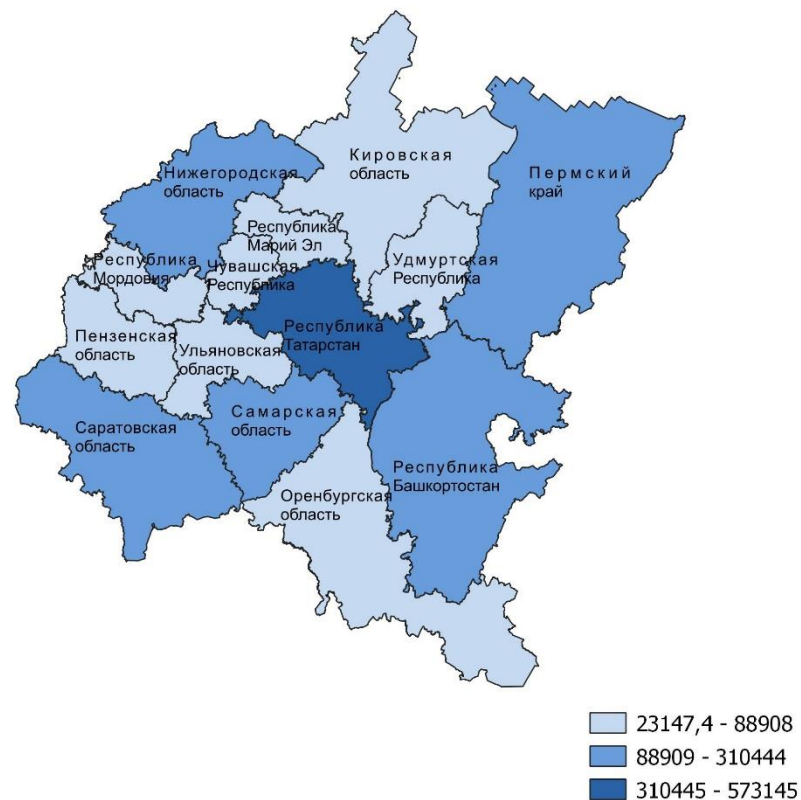 Кировская
область
Пермский
край
Нижегородская
область
Республика
Марий Эл
Удмуртская
Республика
Республика
Мордовия
Чувашская
Республика
Республика
Татарстан
Пензенская
область
Ульяновская
область
Самарская
область
Саратовская
область
Республика
Башкортостан
Оренбургская
область
23147,4 - 88908
88909 - 310444
310445 - 573145